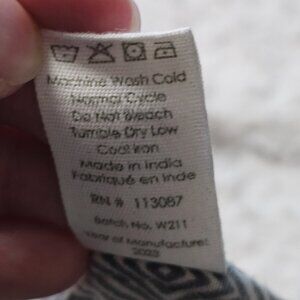 Machine Wash Cold
Normal Cycle
Do Not Bleach
Tumble Dry Low
Cool Iron
Made in India
Fabriqué en Inde
RN # 113087
Batch No. W211
Year of Manufacture:
2023